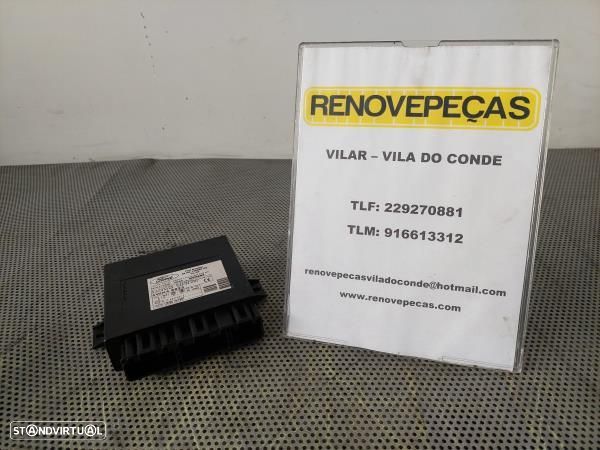 RENOVEPEÇAS
VILAR – VILA DO CONDE
TLF: 229270881
TLM: 916613312
renovepecasviladoconde@hotmail.com
www.renovepecas.com
STANDVIRTUAL